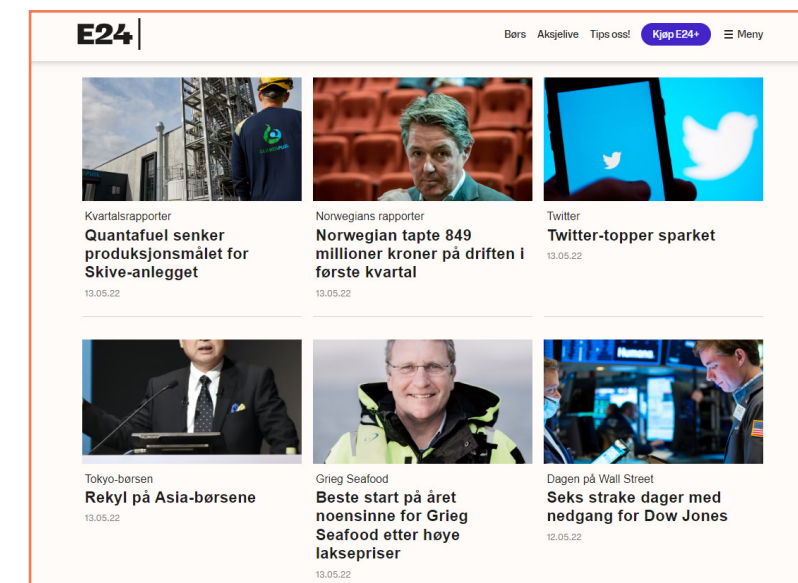 E24
Børs Aksjelive Tips oss! Kjøp E24+ Meny
Kvartalsrapporter
Quantafuel senker
produksjonsmålet for
Skive-anlegget
13.05.22
Norwegians rapporter
Norwegian tapte 849
millioner kroner på driften i
første kvartal
13.05.22
Twitter
Twitter-topper sparket
13.05.22
Humana
Tokyo-børsen
Rekyl på Asia-børsene
13.05.22
Grieg Seafood
Beste start på året
noensinne for Grieg
Seafood etter høye
laksepriser
13.05.22
Dagen på Wall Street
Seks strake dager med
nedgang for Dow Jones
12.05.22